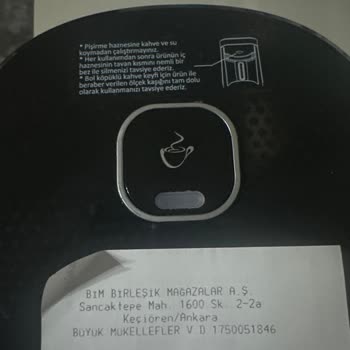 * Pişirme haznesine kahve ve su
koymadan çalıştırmayınız.
* Her kullanımdan sonra ürünün iç
haznesinin tavan kısmını nemli bir
bez ile silmenizi tavsiye ederiz.
* Bol köpüklü kahve keyfi için ürün ile
beraber verilen ölçek kaşığını tam dolu
olarak kullanmanızı tavsiye ederiz.
BİM BİRLEŞİK MAĞAZALAR A.Ş.
Sancaktepe Mah. 1600 Sk. 2-2a
Keçiören/Ankara
BÜYÜK MÜKELLEFLER V D 1750051846